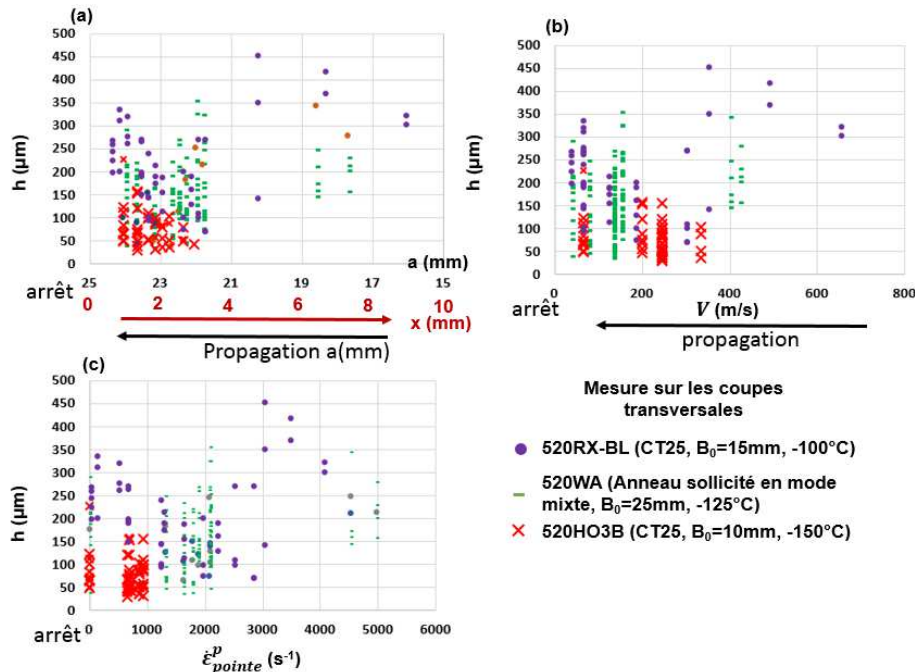 (a)
500
450
400
350
300
250
200
150
100
50
0
h (µm)
25 23 21 19 17 15
a (mm)
arrêt
0 2 4 6 8 10
x (mm)
Propagation a(mm)
(b)
500
450
400
350
300
250
200
150
100
50
0
h (µm)
0 200 400 600 800
arrêt
V (m/s)
propagation
(c)
500
450
400
350
300
250
200
150
100
50
0
h (µm)
0 1000 2000 3000 4000 5000 6000
arrêt
ε̇ᵖpointe (s⁻¹)
Mesure sur les coupes
transversales
520RX-BL (CT25, B₀=15mm, -100°C)
520WA (Anneau sollicité en mode
mixte, B₀=25mm, -125°C)
520HO3B (CT25, B₀=10mm, -150°C)